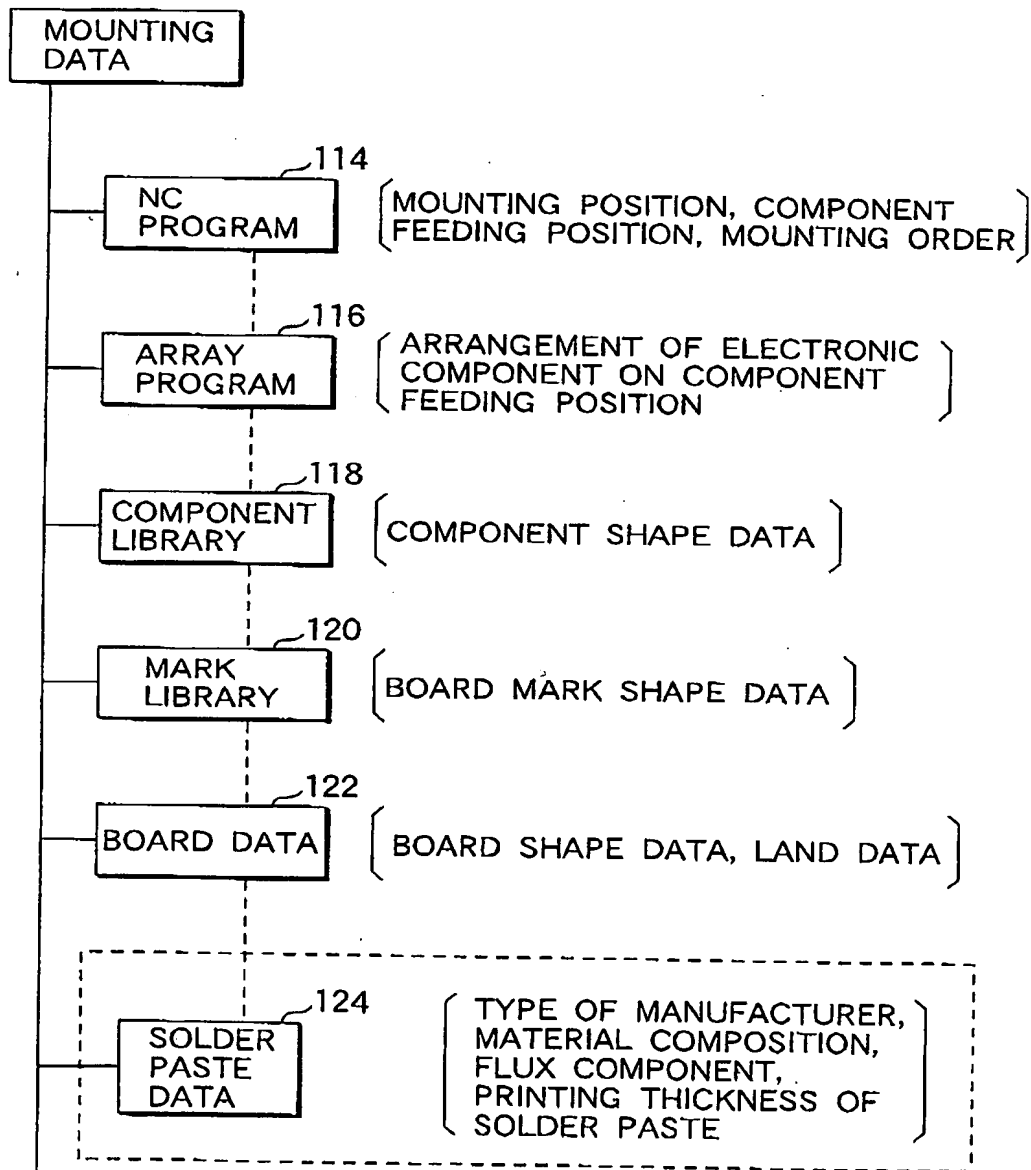 MOUNTING
DATA
114
NC
PROGRAM
MOUNTING POSITION, COMPONENT
FEEDING POSITION, MOUNTING ORDER
116
ARRAY
PROGRAM
ARRANGEMENT OF ELECTRONIC
COMPONENT ON COMPONENT
FEEDING POSITION
118
COMPONENT
LIBRARY
COMPONENT SHAPE DATA
120
MARK
LIBRARY
BOARD MARK SHAPE DATA
122
BOARD DATA
BOARD SHAPE DATA, LAND DATA
124
SOLDER
PASTE
DATA
TYPE OF MANUFACTURER,
MATERIAL COMPOSITION,
FLUX COMPONENT,
PRINTING THICKNESS OF
SOLDER PASTE